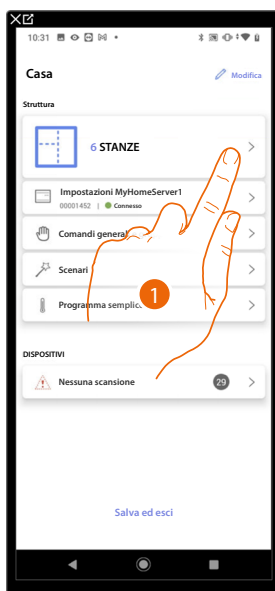 10:31
Casa
Modifica
Struttura
6 STANZE
Impostazioni MyHomeServer1
00001452 | Connesso
Comandi general
Scenari
1
Programma semplic
DISPOSITIVI
Nessuna scansione 29
Salva ed esci